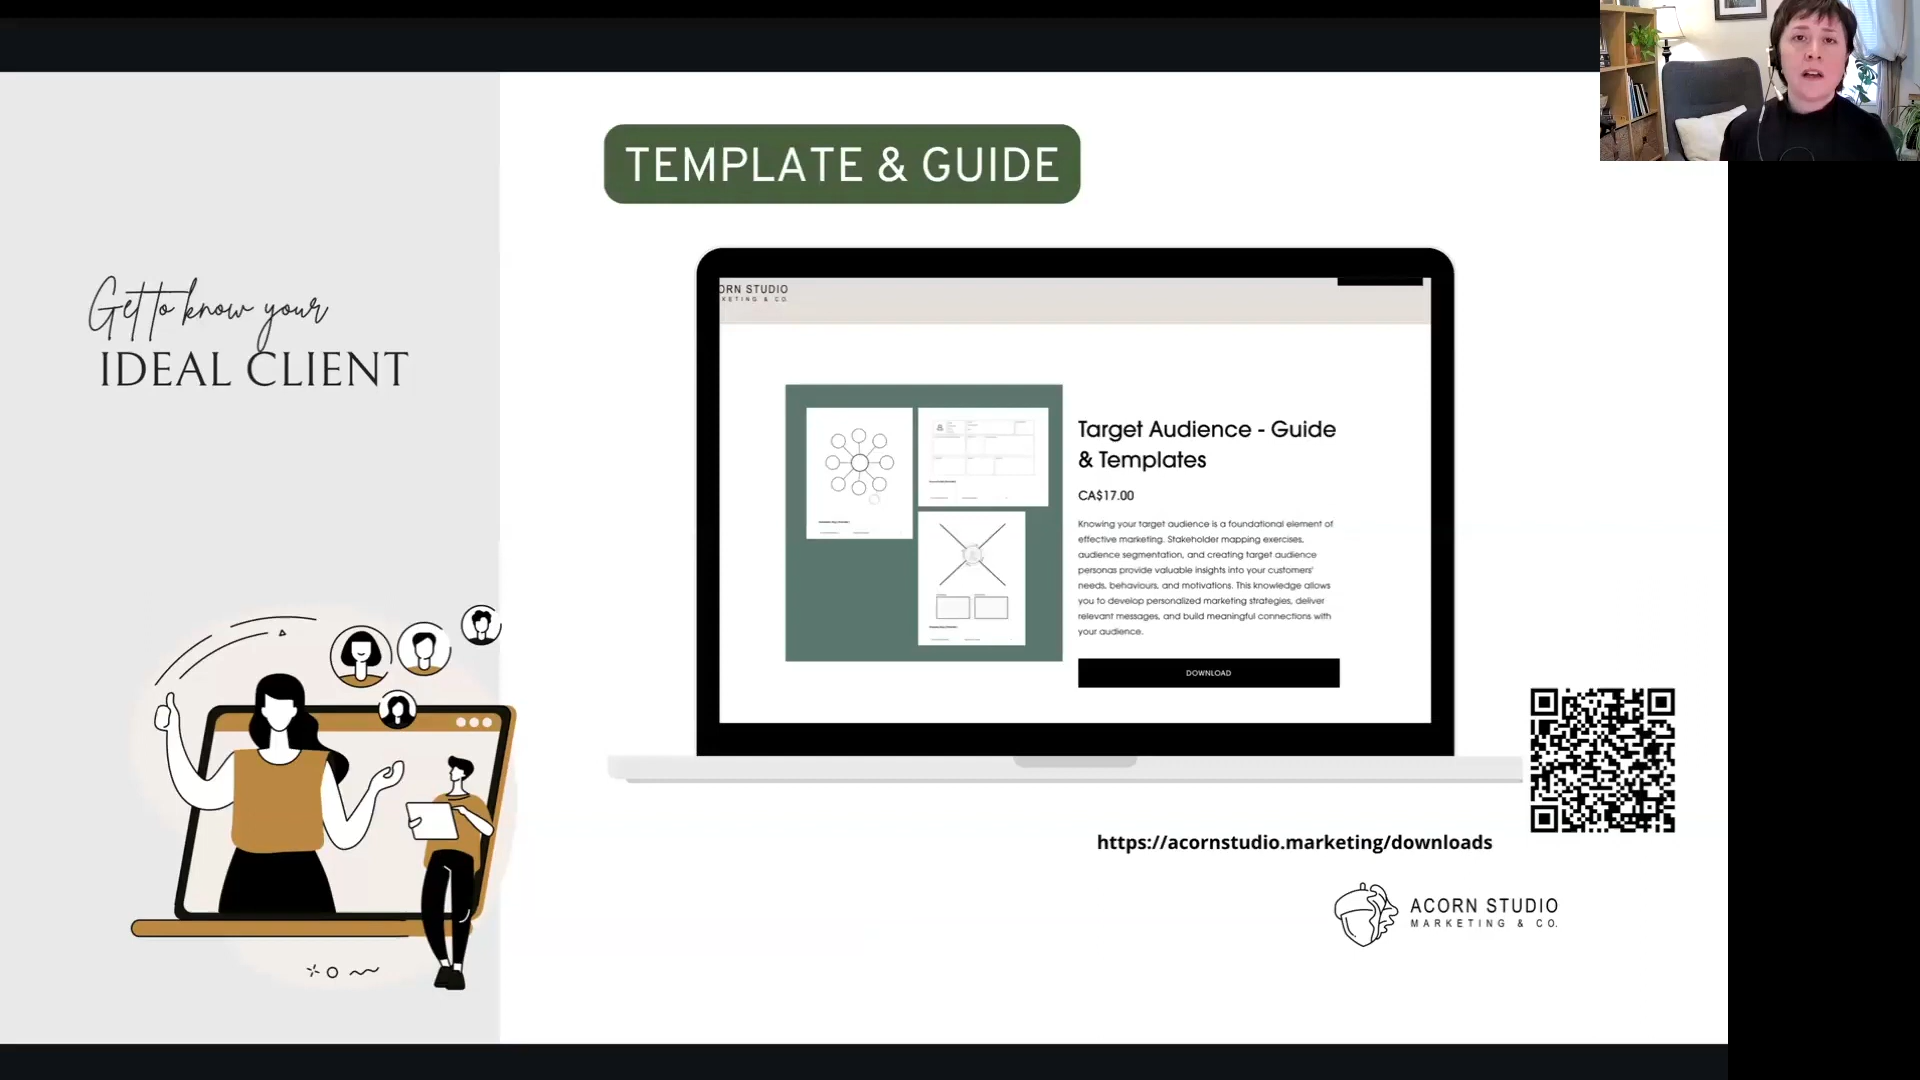 Get to know your
IDEAL CLIENT
TEMPLATE & GUIDE
ORN STUDIO
KETING & CO.
Target Audience - Guide
& Templates
CA$17.00
Knowing your target audience is a foundational element of
effective marketing. Stakeholder mapping exercises,
audience segmentation, and creating target audience
personas provide valuable insights into your customers'
needs, behaviours, and motivations. This knowledge allows
you to develop personalized marketing strategies, deliver
relevant messages, and build meaningful connections with
your audience.
DOWNLOAD
https://acornstudio.marketing/downloads
ACORN STUDIO
MARKETING & CO.